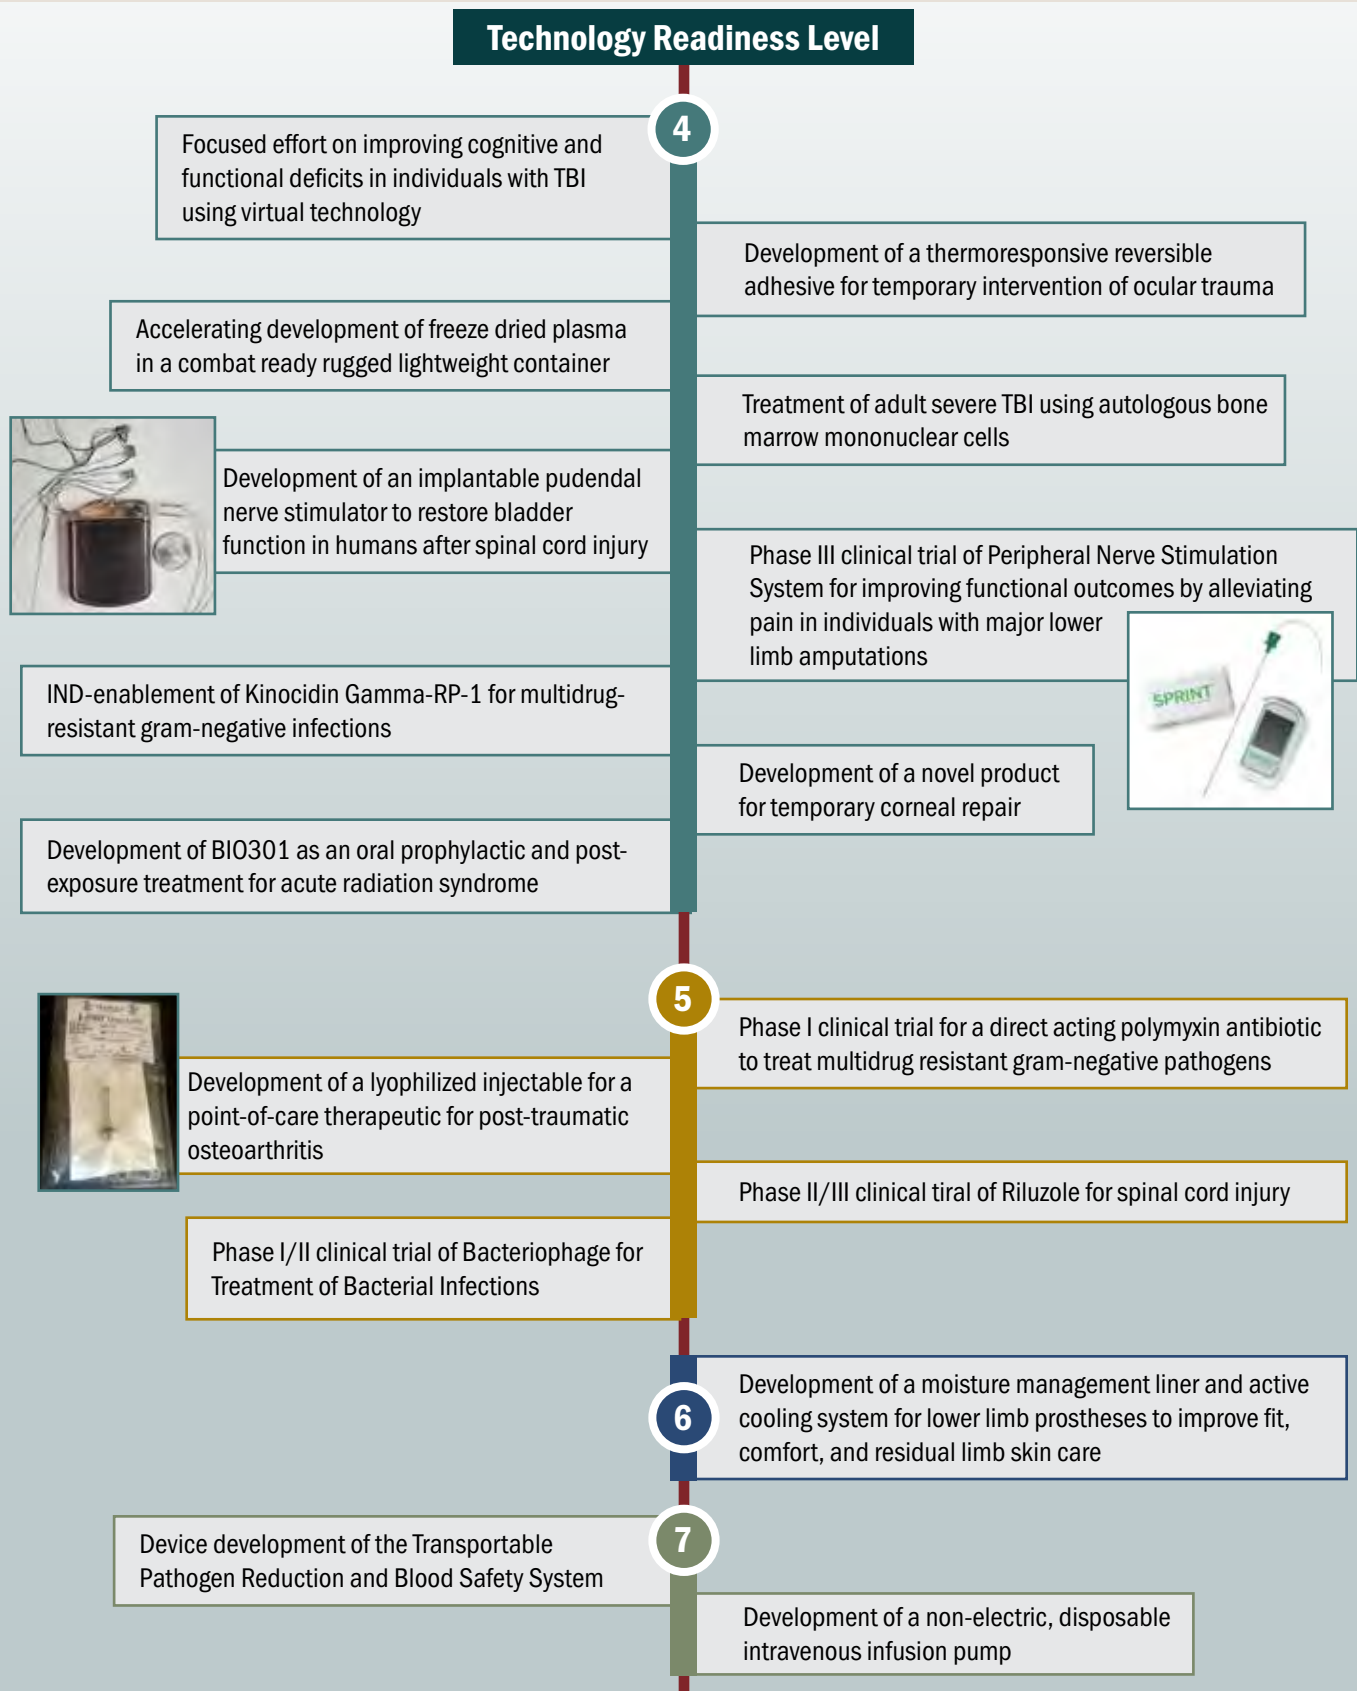 Technology Readiness Level
4
Focused effort on improving cognitive and
functional deficits in individuals with TBI
using virtual technology
Development of a thermoresponsive reversible
adhesive for temporary intervention of ocular trauma
Accelerating development of freeze dried plasma
in a combat ready rugged lightweight container
Treatment of adult severe TBI using autologous bone
marrow mononuclear cells
Development of an implantable pudendal
nerve stimulator to restore bladder
function in humans after spinal cord injury
Phase III clinical trial of Peripheral Nerve Stimulation
System for improving functional outcomes by alleviating
pain in individuals with major lower
limb amputations
SPRINT
IND-enablement of Kinocidin Gamma-RP-1 for multidrug-
resistant gram-negative infections
Development of a novel product
for temporary corneal repair
Development of BIO301 as an oral prophylactic and post-
exposure treatment for acute radiation syndrome
5
Phase I clinical trial for a direct acting polymyxin antibiotic
to treat multidrug resistant gram-negative pathogens
Development of a lyophilized injectable for a
point-of-care therapeutic for post-traumatic
osteoarthritis
Phase II/III clinical tiral of Riluzole for spinal cord injury
Phase I/II clinical trial of Bacteriophage for
Treatment of Bacterial Infections
6
Development of a moisture management liner and active
cooling system for lower limb prostheses to improve fit,
comfort, and residual limb skin care
7
Device development of the Transportable
Pathogen Reduction and Blood Safety System
Development of a non-electric, disposable
intravenous infusion pump